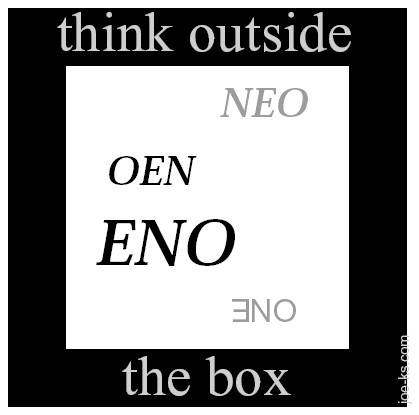 think outside
NEO
OEN
ENO
ƎNO
the box
joe-ks.com